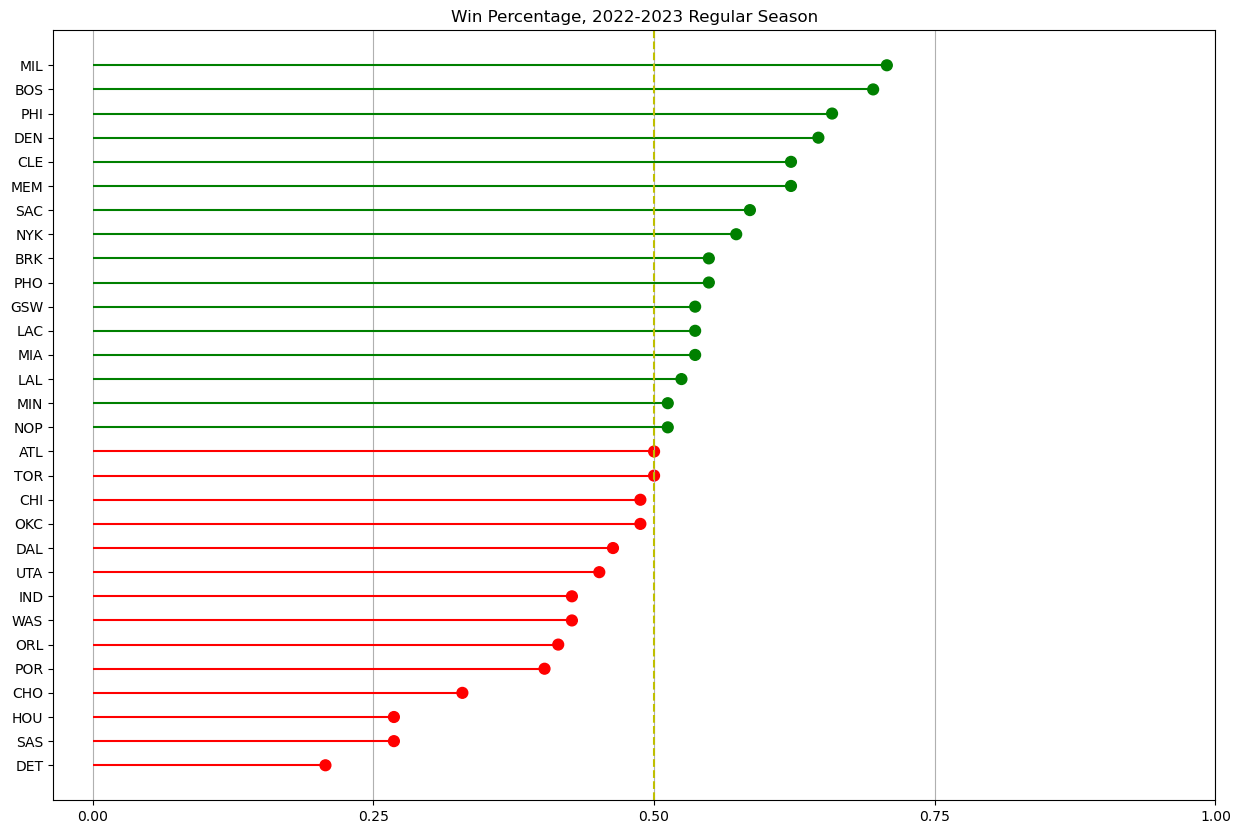 Win Percentage, 2022-2023 Regular Season
MIL
BOS
PHI
DEN
CLE
MEM
SAC
NYK
BRK
PHO
GSW
LAC
MIA
LAL
MIN
NOP
ATL
TOR
CHI
OKC
DAL
UTA
IND
WAS
ORL
POR
CHO
HOU
SAS
DET
0.00 0.25 0.50 0.75 1.00